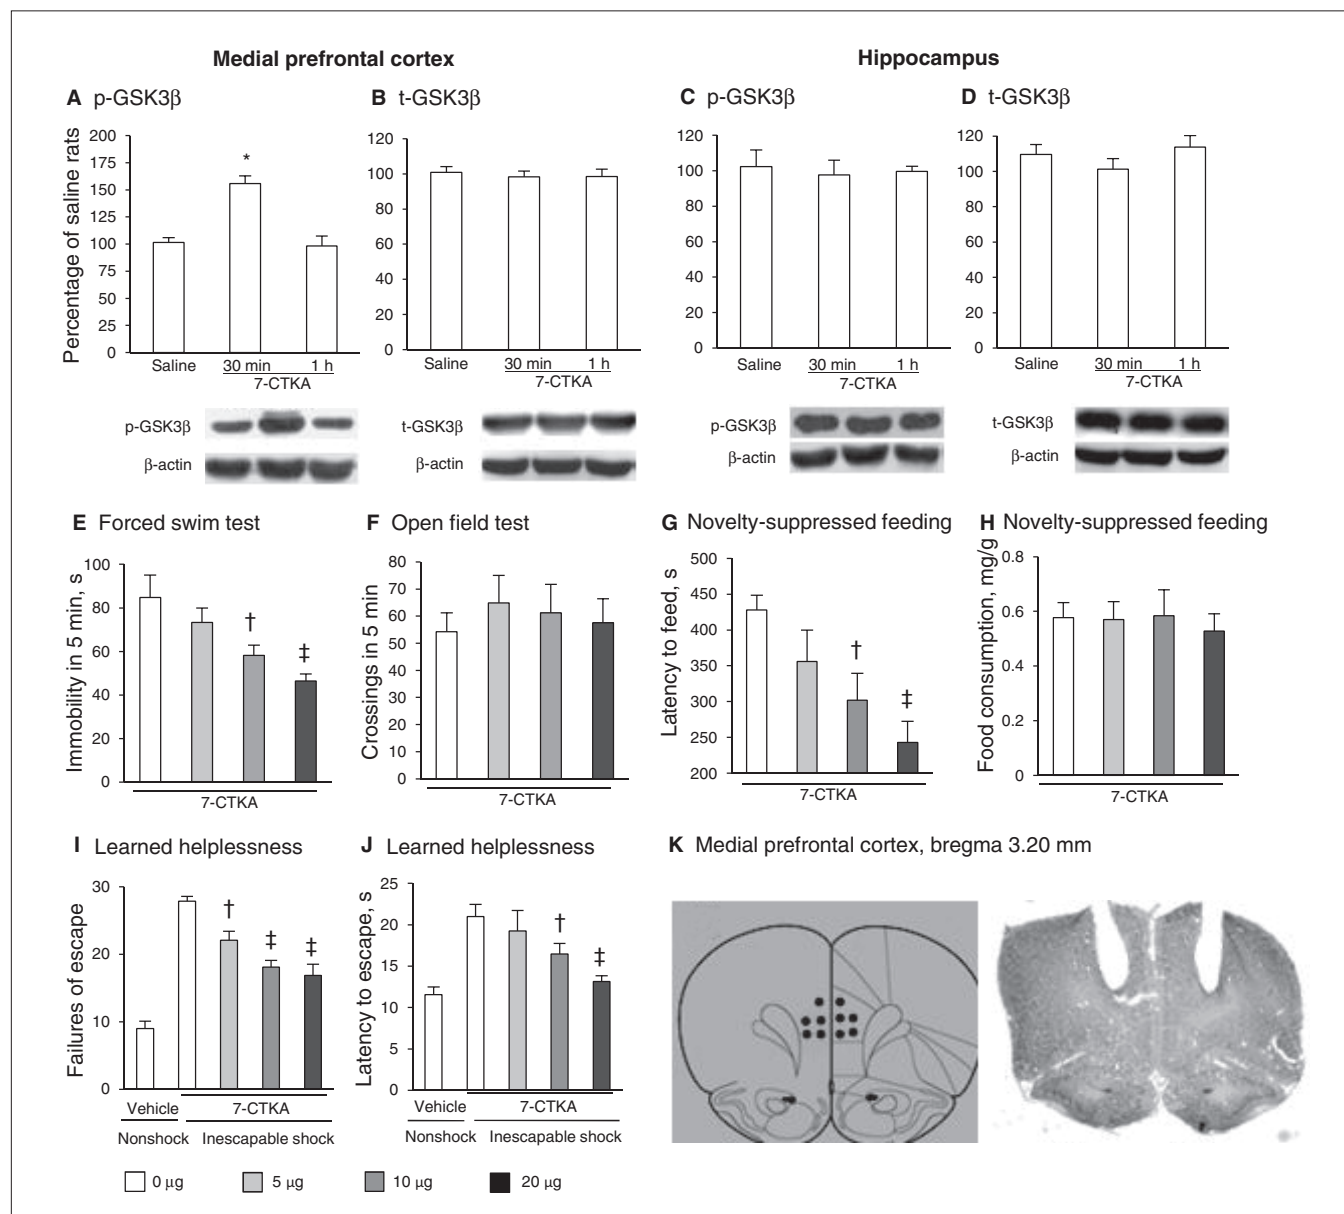 Medial prefrontal cortex
Hippocampus
A p-GSK3β
B t-GSK3β
C p-GSK3β
D t-GSK3β
Percentage of saline rats
200
175
150
125
100
75
50
25
0
*
Saline 30 min 1 h
7-CTKA
120
100
80
60
40
20
0
Saline 30 min 1 h
7-CTKA
120
100
80
60
40
20
0
Saline 30 min 1 h
7-CTKA
120
100
80
60
40
20
0
Saline 30 min 1 h
7-CTKA
p-GSK3β
β-actin
t-GSK3β
β-actin
p-GSK3β
β-actin
t-GSK3β
β-actin
E Forced swim test
Immobility in 5 min, s
100
80
60
40
20
0
†
‡
7-CTKA
F Open field test
Crossings in 5 min
80
70
60
50
40
30
20
10
0
7-CTKA
G Novelty-suppressed feeding
Latency to feed, s
500
450
400
350
300
250
200
†
‡
7-CTKA
H Novelty-suppressed feeding
Food consumption, mg/g
0.8
0.6
0.4
0.2
0
7-CTKA
I Learned helplessness
Failures of escape
30
20
10
0
†
‡
‡
Vehicle 7-CTKA
Nonshock Inescapable shock
J Learned helplessness
Latency to escape, s
25
20
15
10
5
0
†
‡
Vehicle 7-CTKA
Nonshock Inescapable shock
K Medial prefrontal cortex, bregma 3.20 mm
0 µg 5 µg 10 µg 20 µg